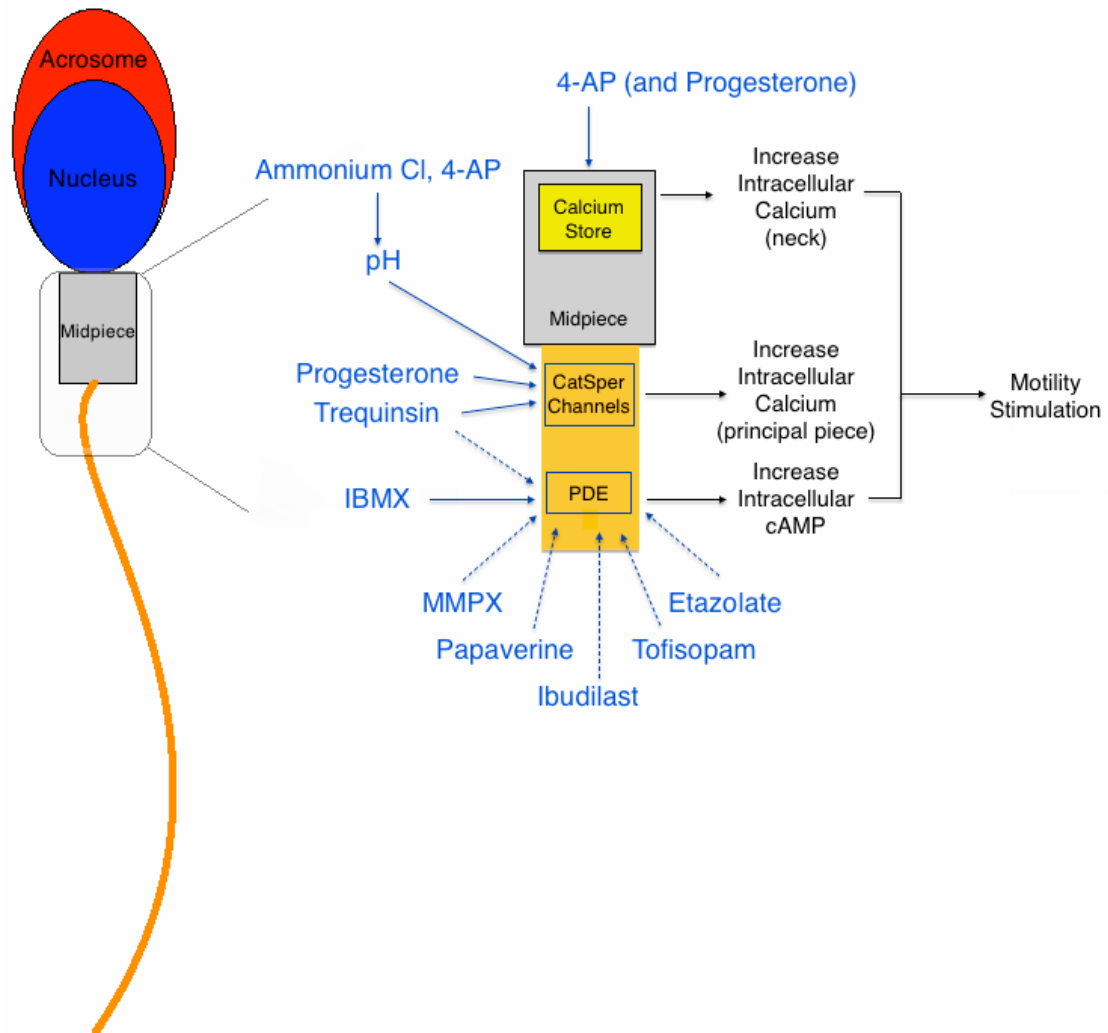 Acrosome
Nucleus
Midpiece
4-AP (and Progesterone)
Ammonium Cl, 4-AP
pH
Calcium
Store
Midpiece
Increase
Intracellular
Calcium
(neck)
Progesterone
Trequinsin
CatSper
Channels
Increase
Intracellular
Calcium
(principal piece)
Motility
Stimulation
IBMX
PDE
Increase
Intracellular
cAMP
MMPX
Etazolate
Papaverine
Tofisopam
Ibudilast